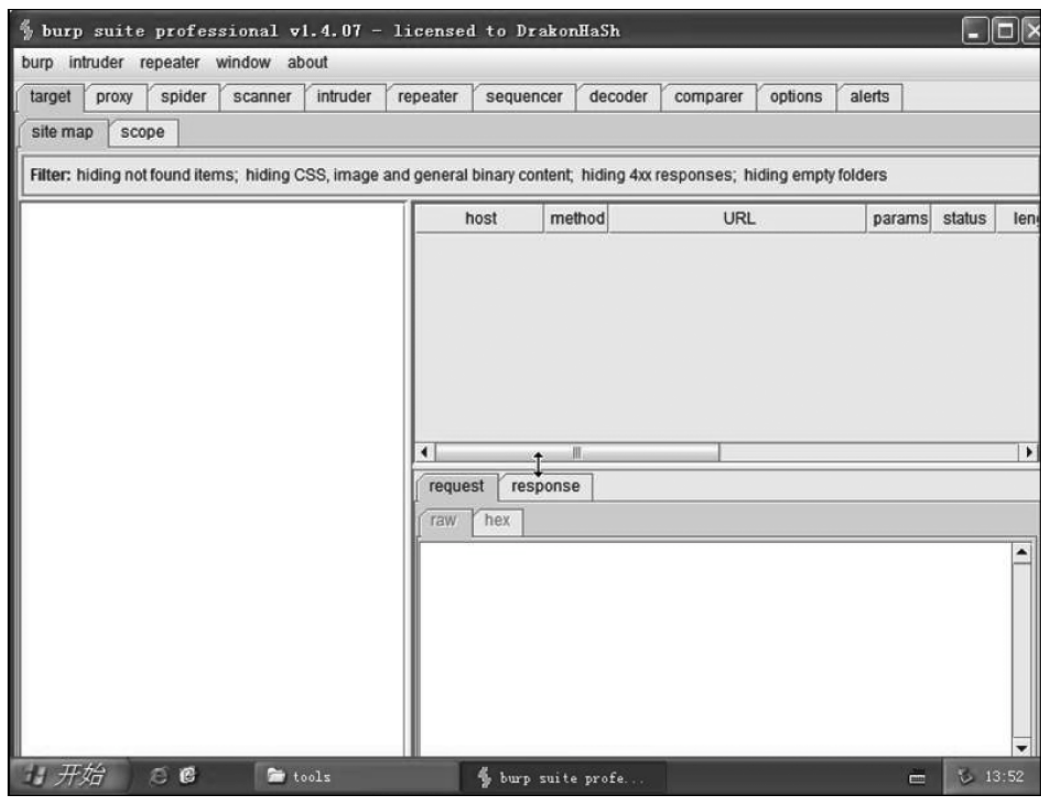 burp suite professional v1.4.07 - licensed to DrakonHaSh
burp intruder repeater window about
target proxy spider scanner intruder repeater sequencer decoder comparer options alerts
site map scope
Filter: hiding not found items; hiding CSS, image and general binary content; hiding 4xx responses; hiding empty folders
host method URL params status leng
request response
raw hex
开始 tools burp suite profe... 13:52